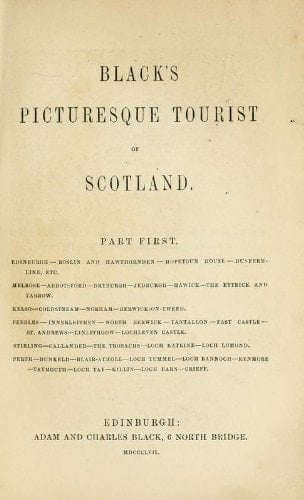 BLACK'S
PICTURESQUE TOURIST
OF
SCOTLAND.
PART FIRST.
EDINBURGH—ROSLIN AND HAWTHORNDEN—HOPETOUN HOUSE—DUNFERM-
LINE, ETC.
MELROSE—ABBOTSFORD—DRYBURGH—JEDBURGH—HAWICK—THE ETTRICK AND
YARROW.
KELSO—COLDSTREAM—NORHAM—BERWICK-ON-TWEED.
PEEBLES—INNERLEITHEN—NORTH BERWICK—TANTALLON—FAST CASTLE—
ST. ANDREWS—LINLITHGOW—LOCHLEVEN CASTLE.
STIRLING—CALLANDER—THE TROSACHS—LOCH KATRINE—LOCH LOMOND.
PERTH—DUNKELD—BLAIR-ATHOLL—LOCH TUMMEL—LOCH RANNOCH—KENMORE
—TAYMOUTH—LOCH TAY—KILLIN—LOCH EARN—CRIEFF.
EDINBURGH:
ADAM AND CHARLES BLACK, 6 NORTH BRIDGE.
MDCCCLVII.